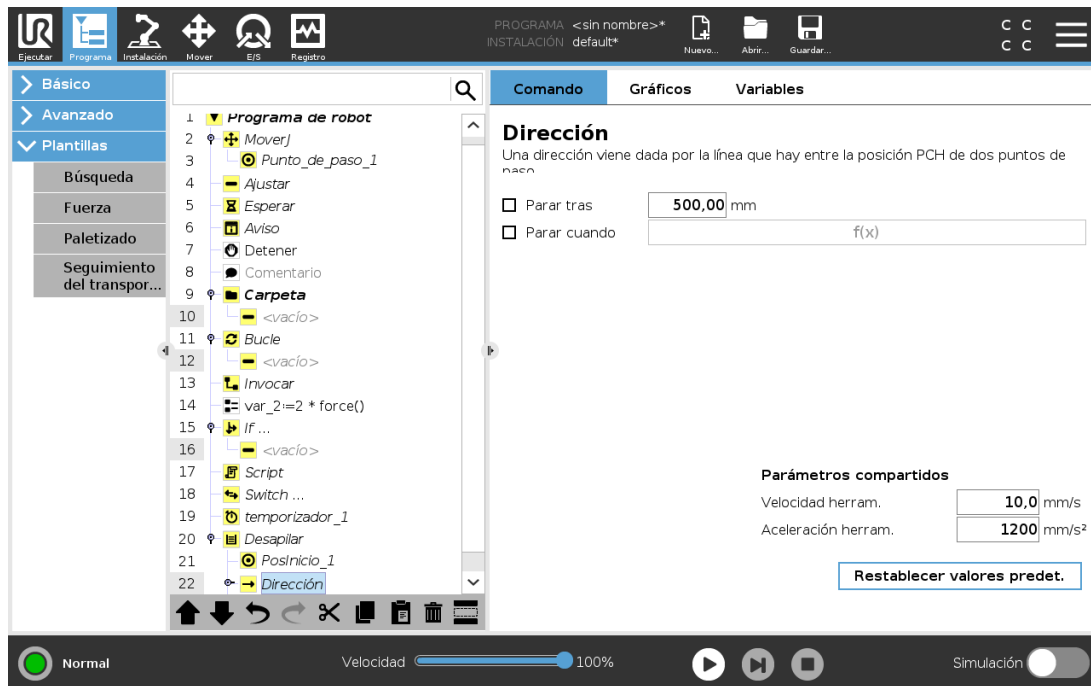 UR
PROGRAMA <sin nombre>*
INSTALACIÓN default*
C C
C C
Ejecutar Programa Instalación Mover E/S Registro Nuevo... Abrir... Guardar...
Básico
Avanzado
Plantillas
Búsqueda
Fuerza
Paletizado
Seguimiento
del transpor...
1 Programa de robot
2 MoverJ
3 Punto_de_paso_1
4 Ajustar
5 Esperar
6 Aviso
7 Detener
8 Comentario
9 Carpeta
10 <vacío>
11 Bucle
12 <vacío>
13 Invocar
14 var_2:=2 * force()
15 If ...
16 <vacío>
17 Script
18 Switch ...
19 temporizador_1
20 Desapilar
21 PosInicio_1
22 Dirección
Comando Gráficos Variables
Dirección
Una dirección viene dada por la línea que hay entre la posición PCH de dos puntos de
paso
Parar tras 500,00 mm
Parar cuando f(x)
Parámetros compartidos
Velocidad herram. 10,0 mm/s
Aceleración herram. 1200 mm/s²
Restablecer valores predet.
Normal Velocidad 100% Simulación